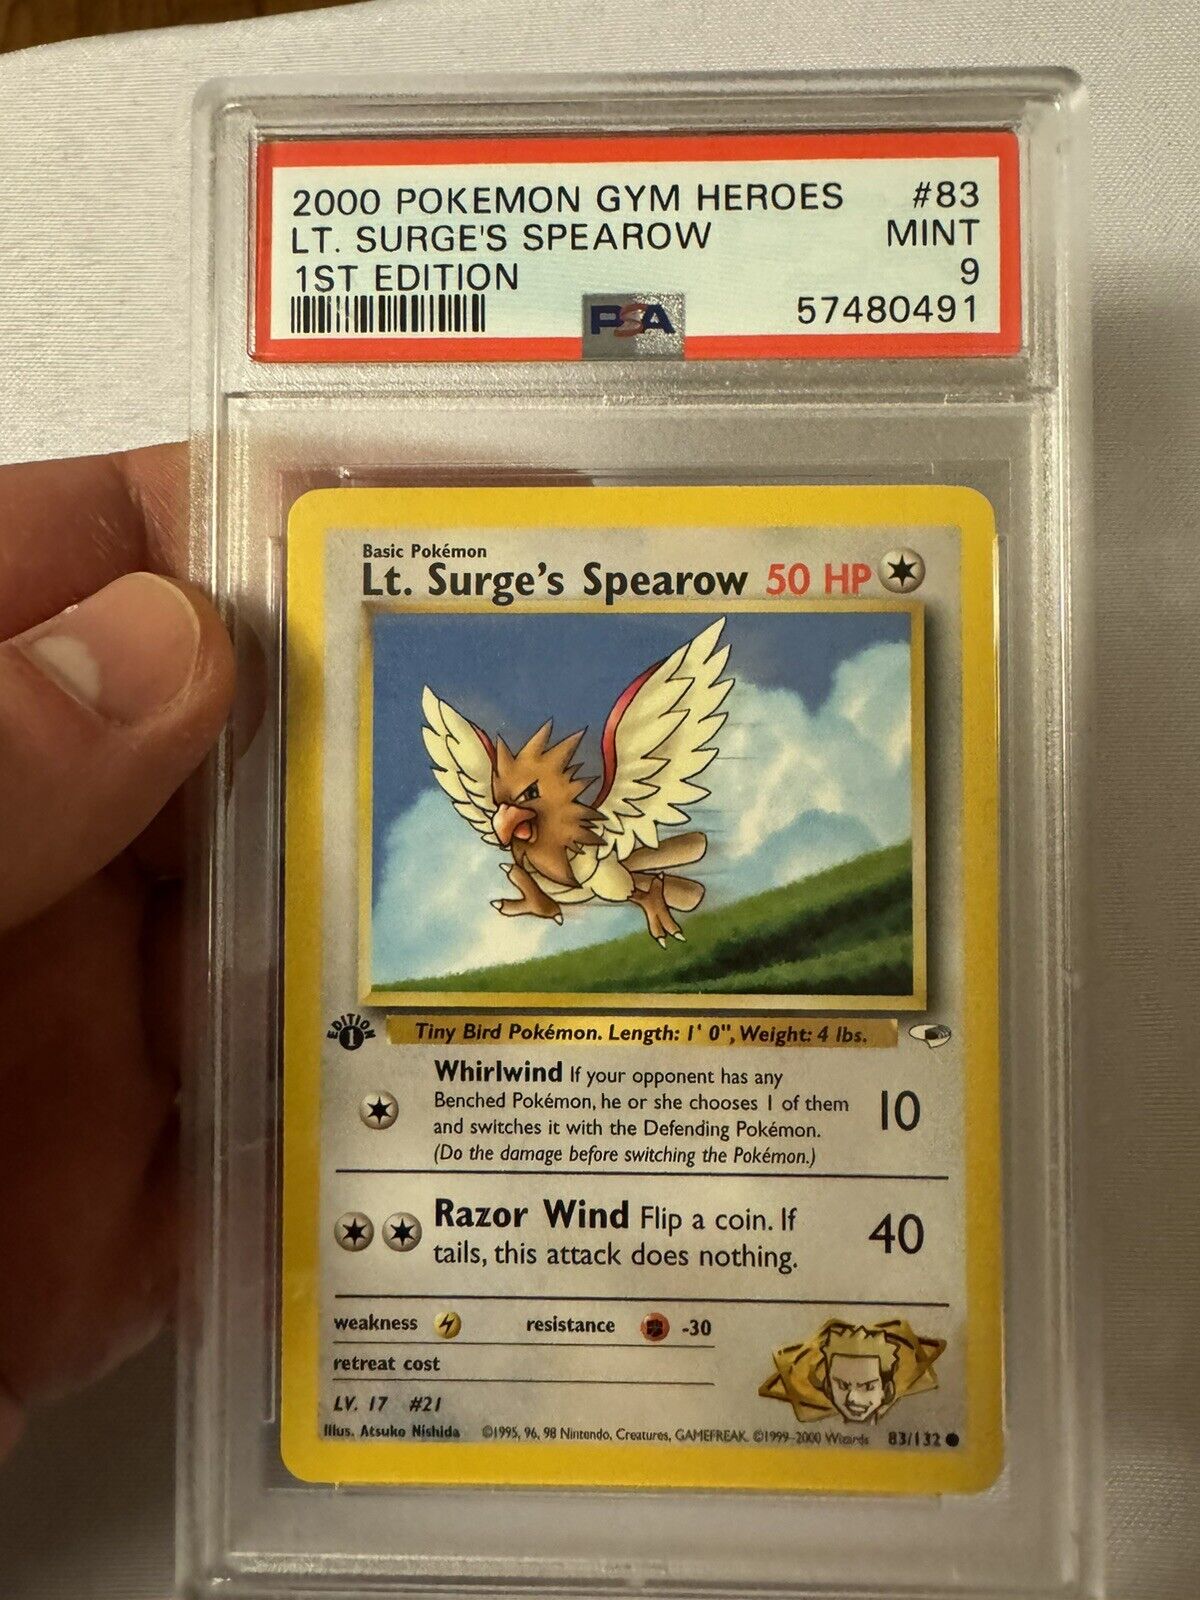 2000 POKEMON GYM HEROES #83
LT. SURGE'S SPEAROW MINT
1ST EDITION 9
PSA 57480491
Basic Pokémon
Lt. Surge's Spearow 50 HP
EDITION 1
Tiny Bird Pokémon. Length: 1' 0", Weight: 4 lbs.
Whirlwind If your opponent has any
Benched Pokémon, he or she chooses 1 of them 10
and switches it with the Defending Pokémon.
(Do the damage before switching the Pokémon.)
Razor Wind Flip a coin. If 40
tails, this attack does nothing.
weakness resistance -30
retreat cost
LV. 17 #21
Illus. Atsuko Nishida ©1995, 96, 98 Nintendo, Creatures, GAMEFREAK. ©1999-2000 Wizards 83/132